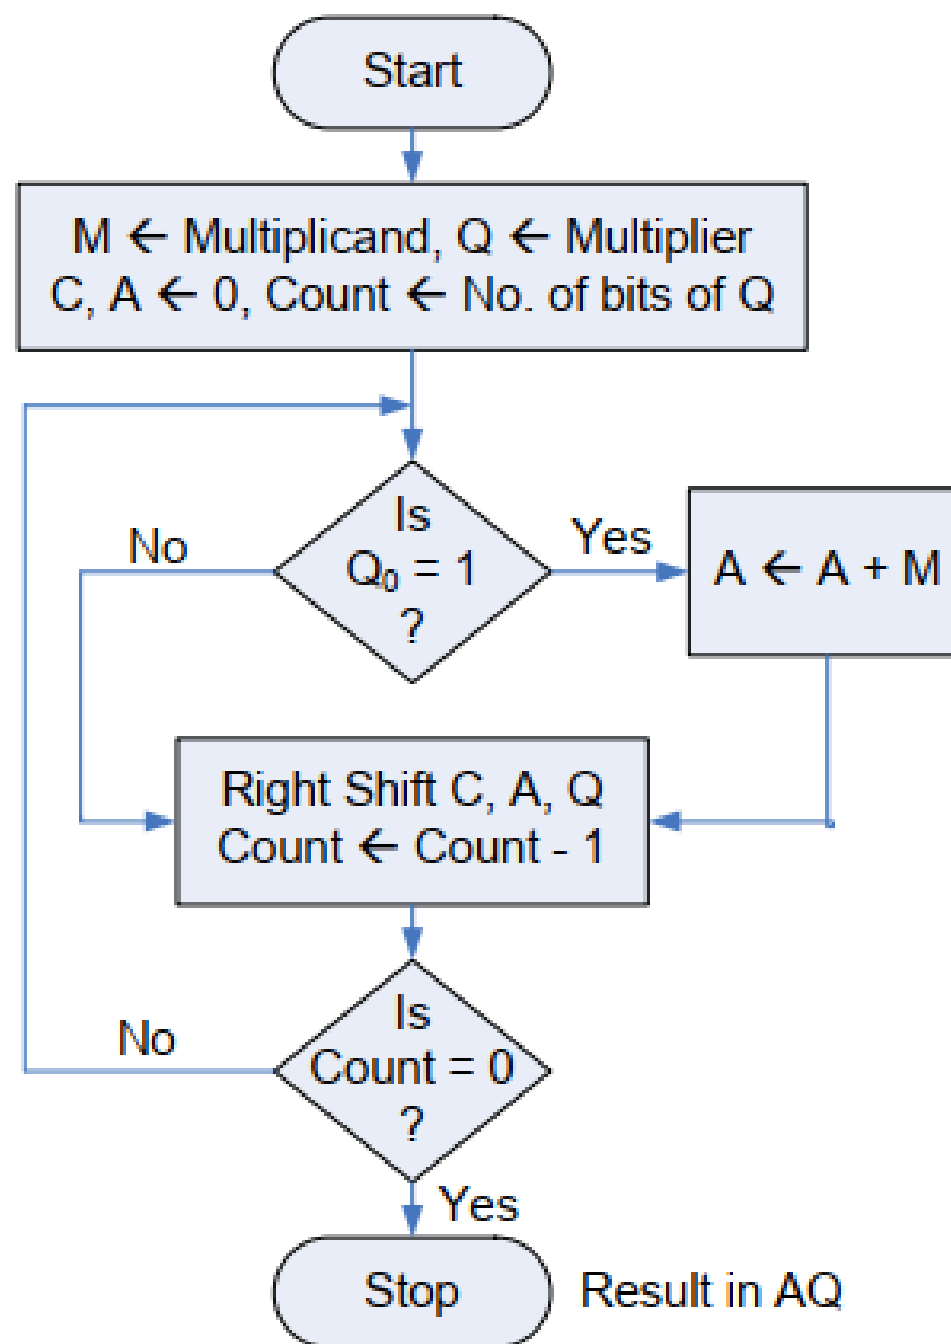 Start
M ← Multiplicand, Q ← Multiplier
C, A ← 0, Count ← No. of bits of Q
Is
Q₀ = 1
?
No
Yes
A ← A + M
Right Shift C, A, Q
Count ← Count - 1
Is
Count = 0
?
No
Yes
Stop
Result in AQ